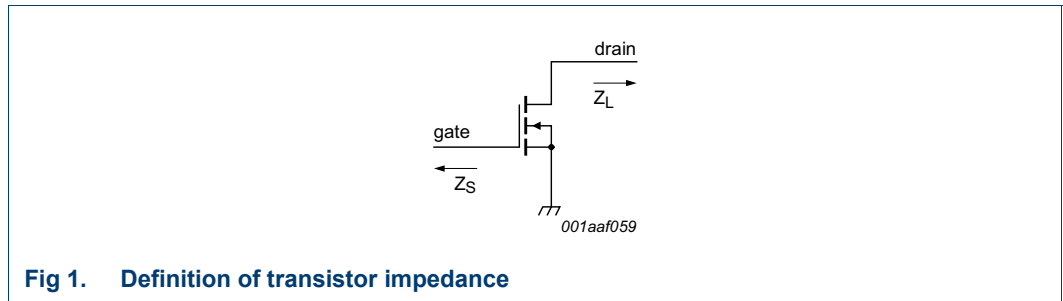 drain
Z_L
gate
Z_S
001aaf059
Fig 1. Definition of transistor impedance